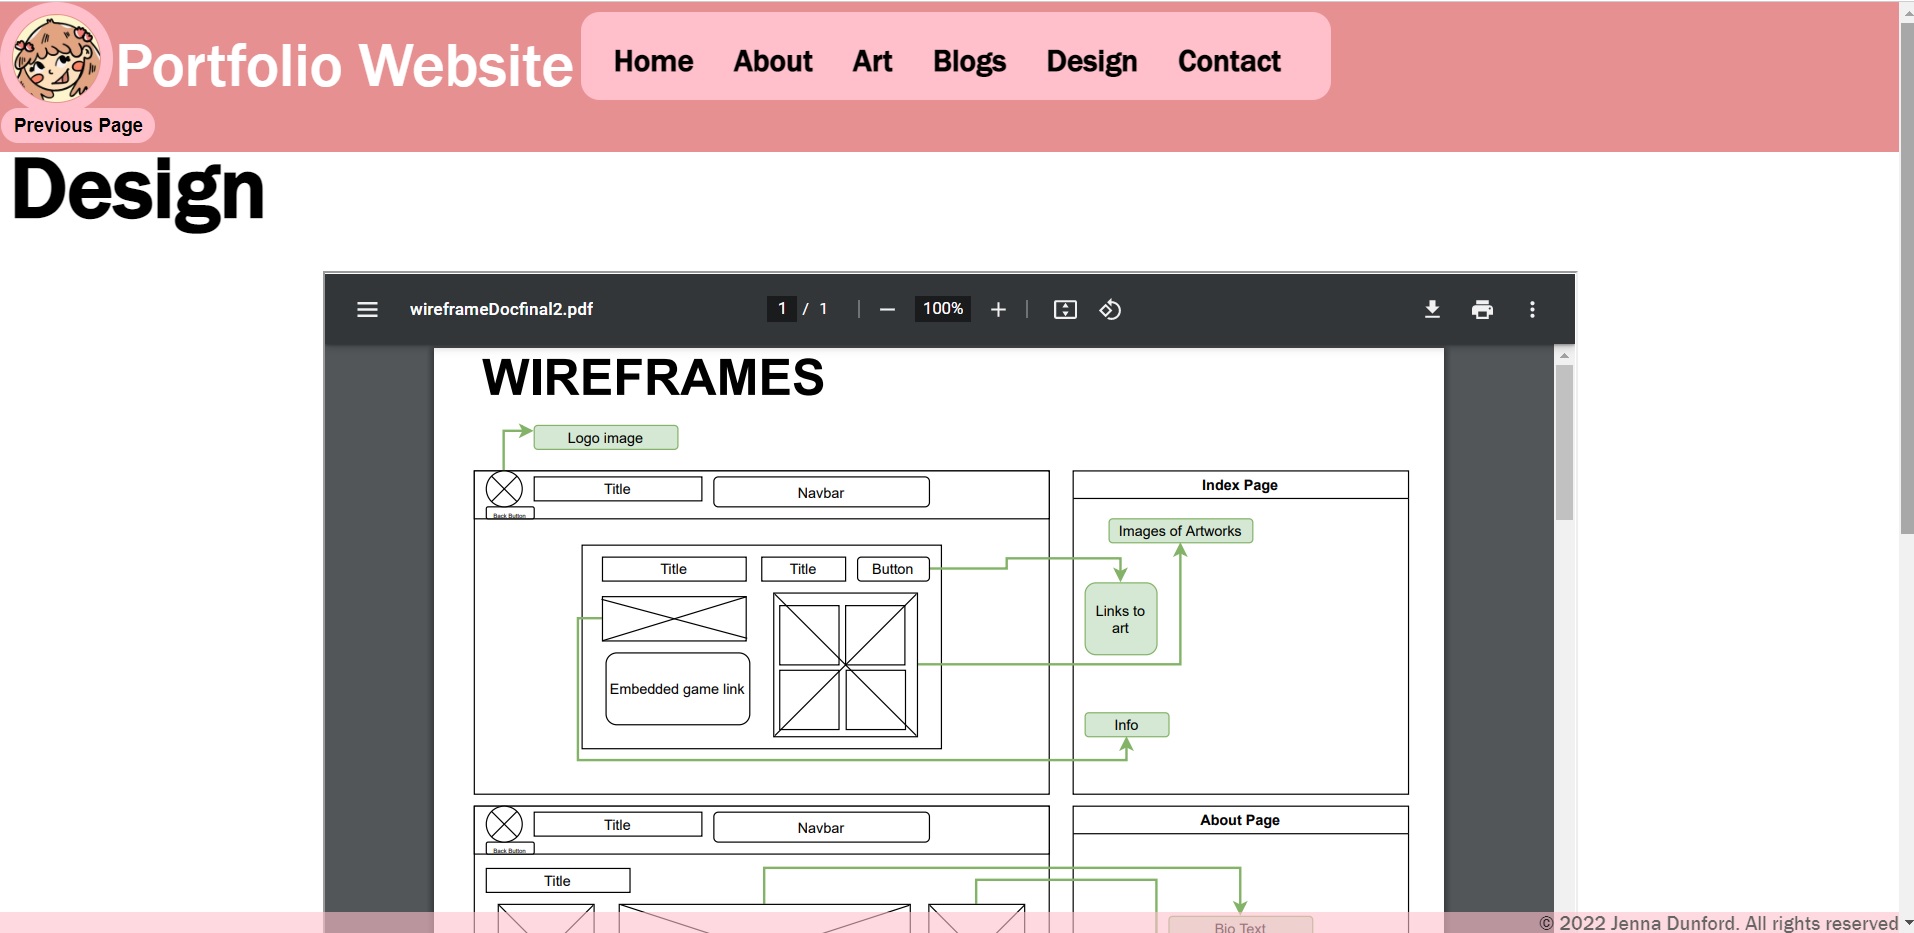 Portfolio Website
Home About Art Blogs Design Contact
Previous Page
Design
wireframeDocfinal2.pdf 1 / 1 100%
WIREFRAMES
Logo image
Title Navbar
Back Button
Index Page
Images of Artworks
Title Title Button
Links to
art
Embedded game link
Info
Title Navbar
Back Button
About Page
Title
Bio Text
© 2022 Jenna Dunford. All rights reserved